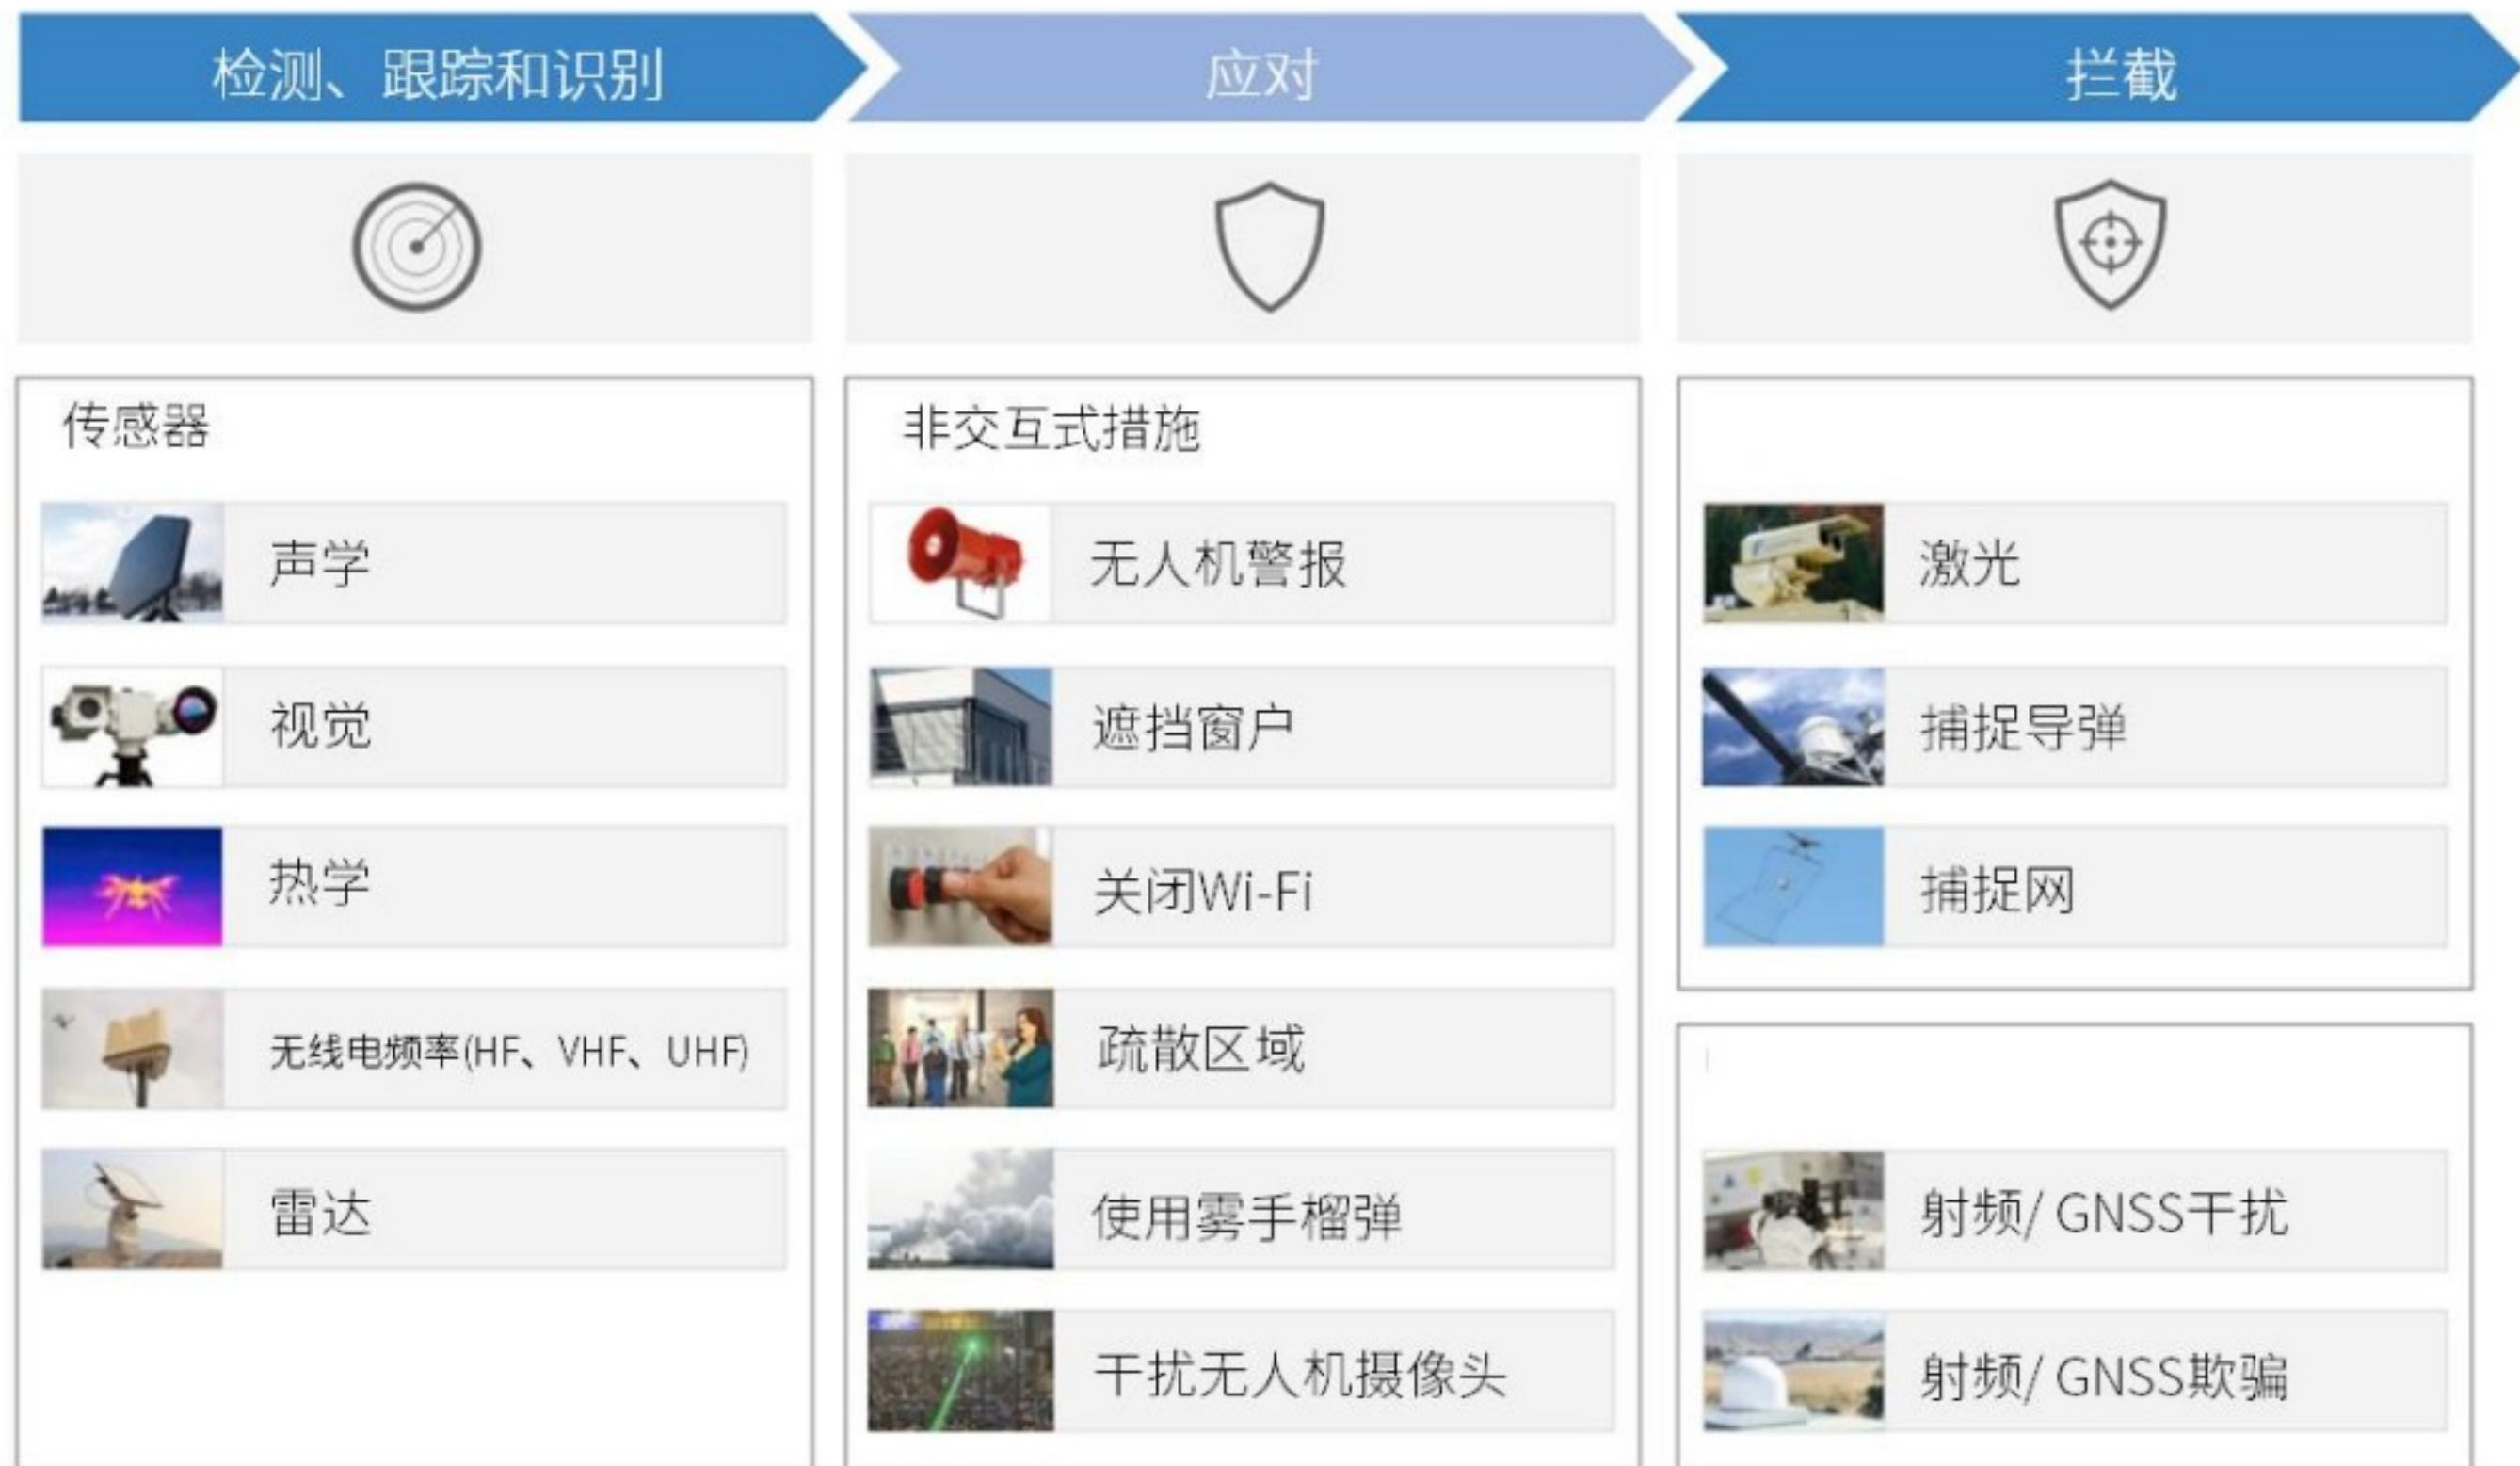 检测、跟踪和识别
应对
拦截
传感器
声学
视觉
热学
无线电频率(HF、VHF、UHF)
雷达
非交互式措施
无人机警报
遮挡窗户
关闭Wi-Fi
疏散区域
使用雾手榴弹
干扰无人机摄像头
激光
捕捉导弹
捕捉网
射频/ GNSS干扰
射频/ GNSS欺骗